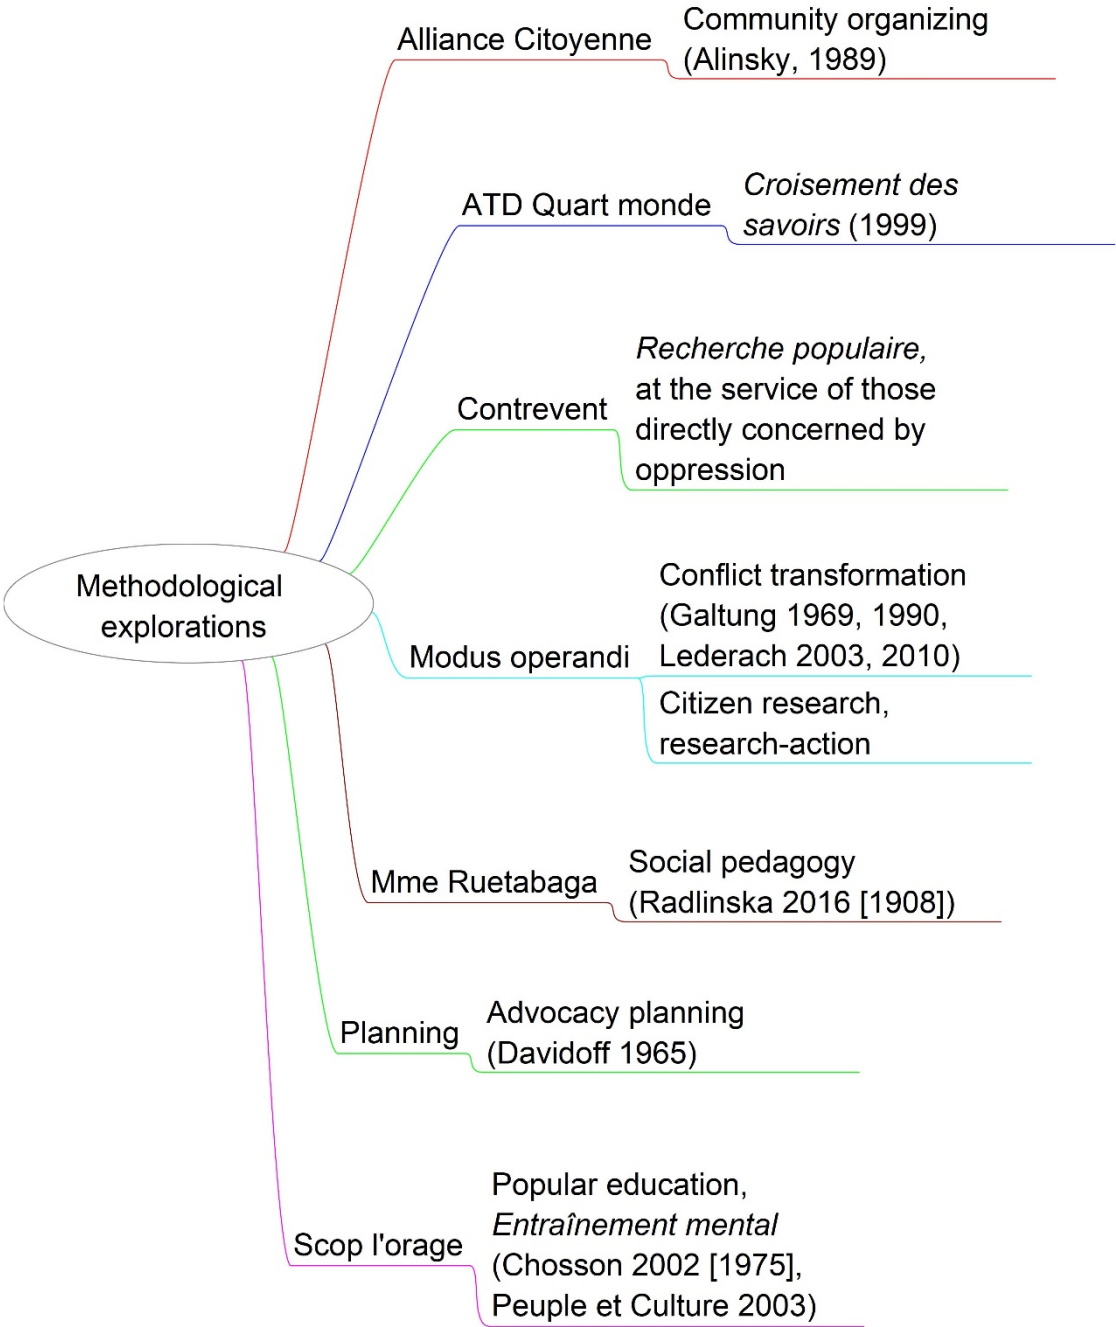 Alliance Citoyenne
Community organizing
(Alinsky, 1989)
ATD Quart monde
Croisement des
savoirs (1999)
Contrevent
Recherche populaire,
at the service of those
directly concerned by
oppression
Methodological
explorations
Modus operandi
Conflict transformation
(Galtung 1969, 1990,
Lederach 2003, 2010)
Citizen research,
research-action
Mme Ruetabaga
Social pedagogy
(Radlinska 2016 [1908])
Planning
Advocacy planning
(Davidoff 1965)
Scop l'orage
Popular education,
Entraînement mental
(Chosson 2002 [1975],
Peuple et Culture 2003)